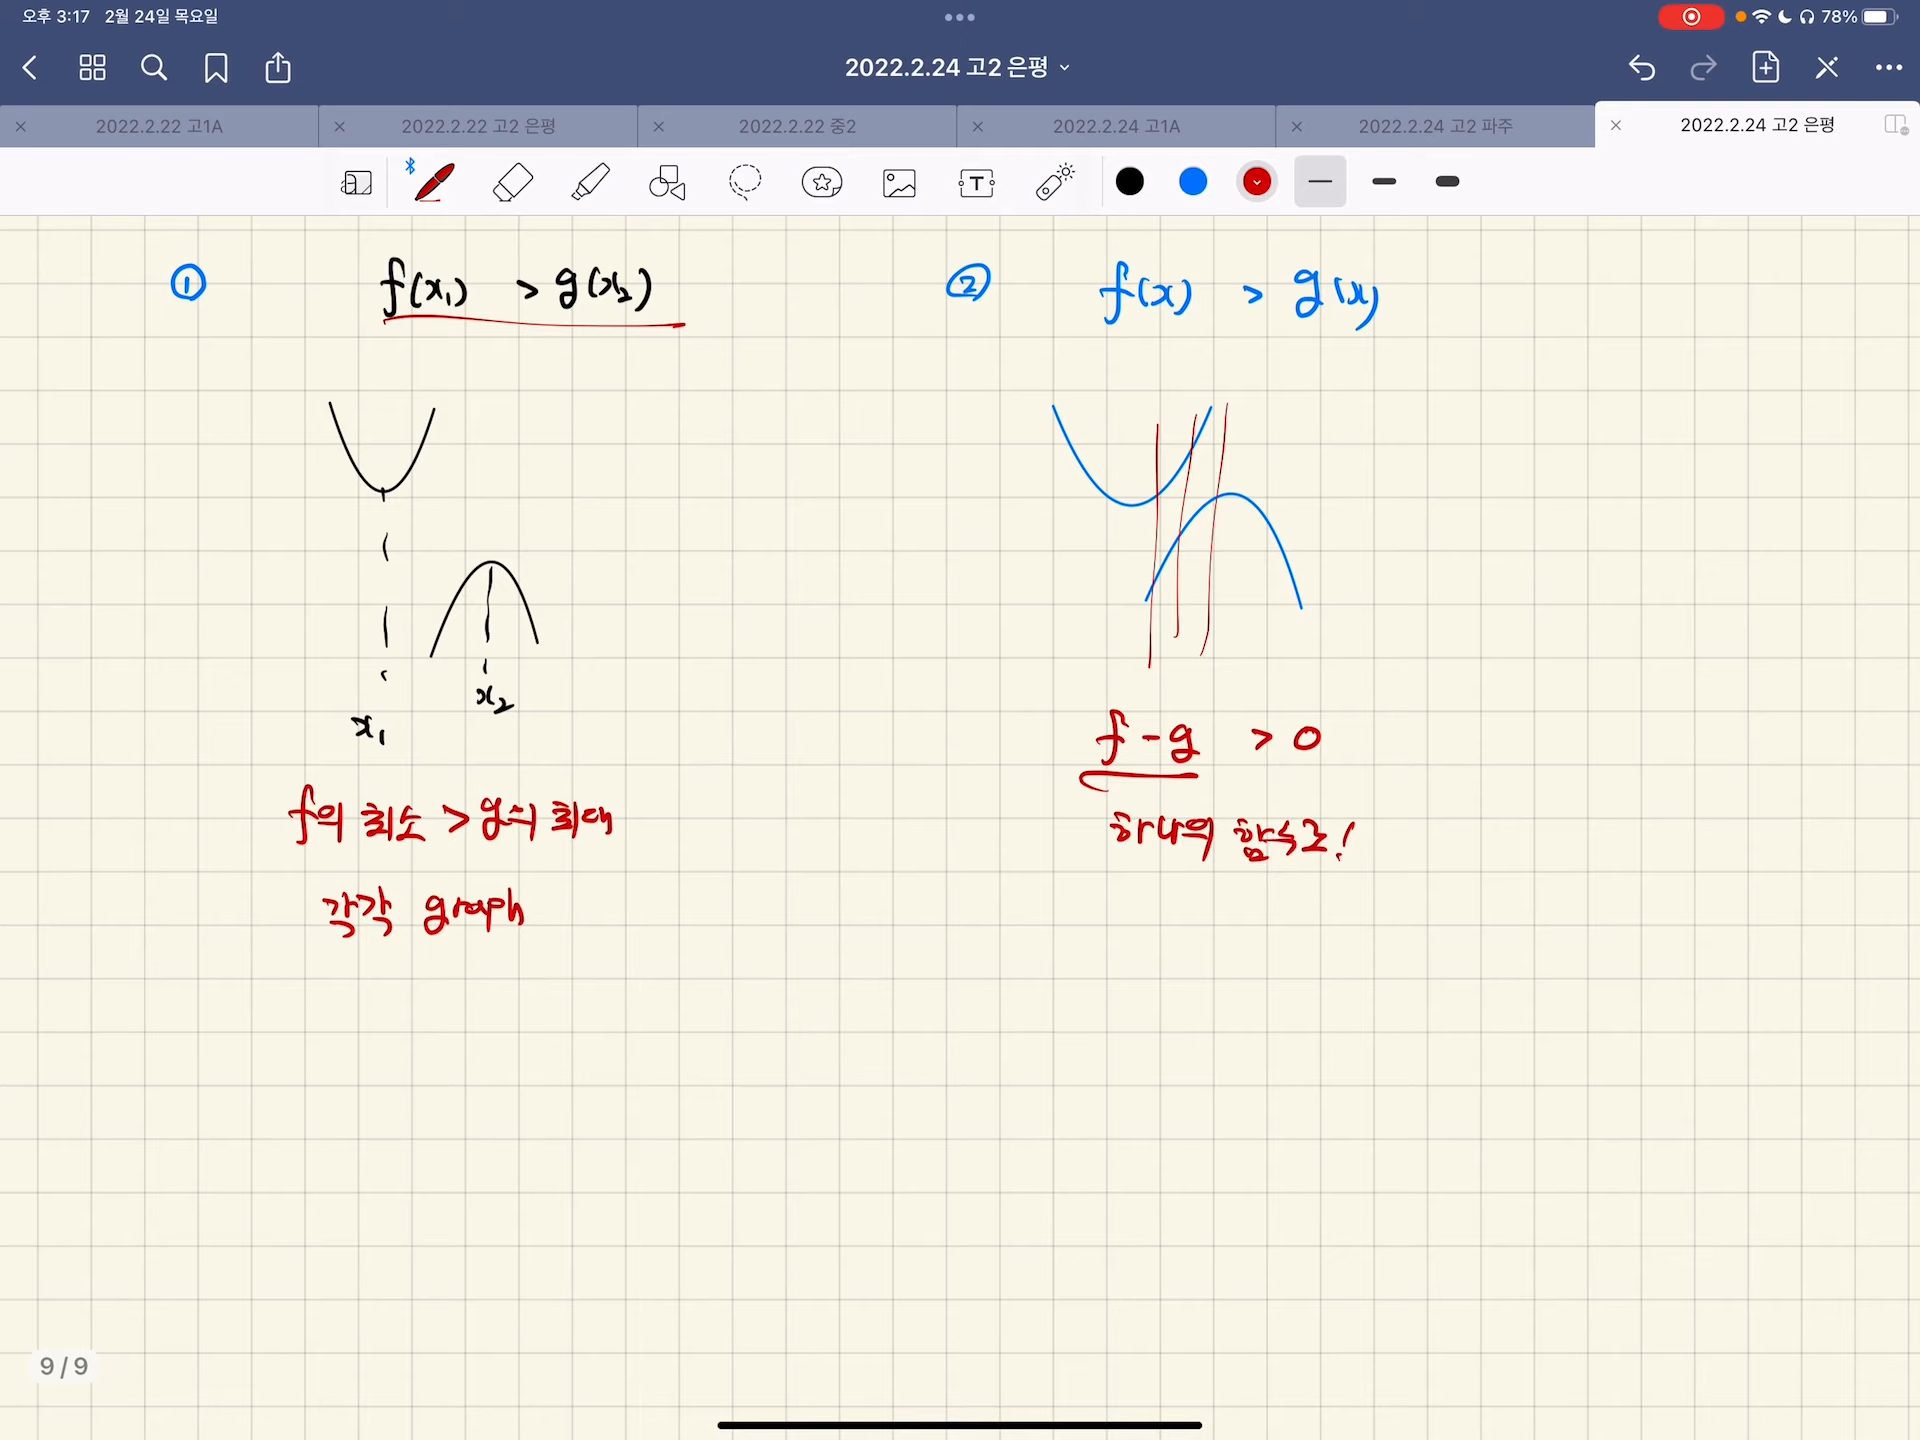 오후 3:17 2월 24일 목요일
78%
2022.2.24 고2 은평
2022.2.22 고1A
2022.2.22 고2 은평
2022.2.22 중2
2022.2.24 고1A
2022.2.24 고2 파주
2022.2.24 고2 은평
① f(x₁) > g(x₂)
x₁
x₂
f의 최소 > g의 최대
각각 graph
② f(x) > g(x)
f - g > 0
하나의 함수로!
9/9